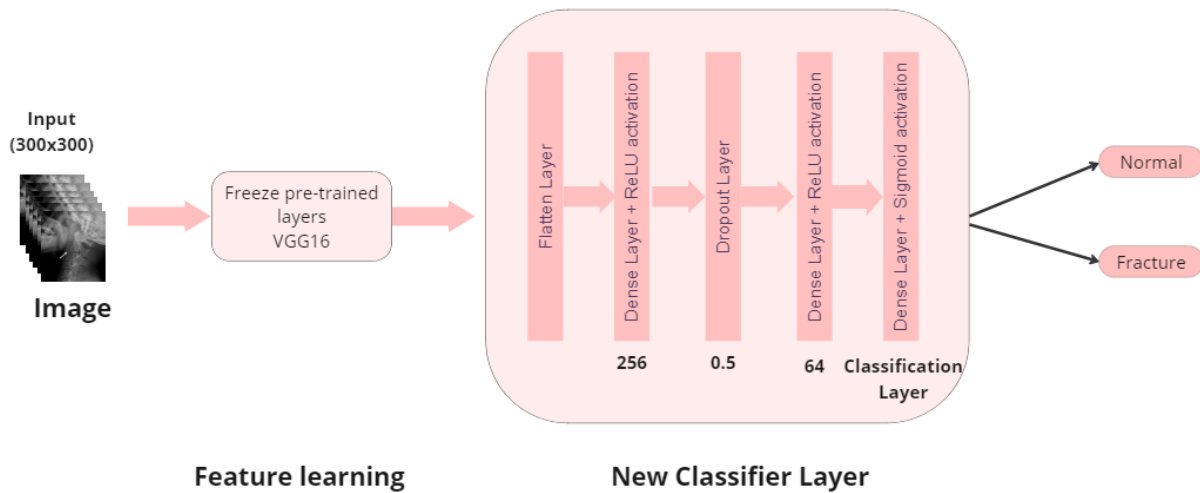 Input
(300x300)
Image
Freeze pre-trained
layers
VGG16
Flatten Layer
Dense Layer + ReLU activation
256
Dropout Layer
0.5
Dense Layer + ReLU activation
64
Dense Layer + Sigmoid activation
Classification
Layer
Normal
Fracture
Feature learning
New Classifier Layer